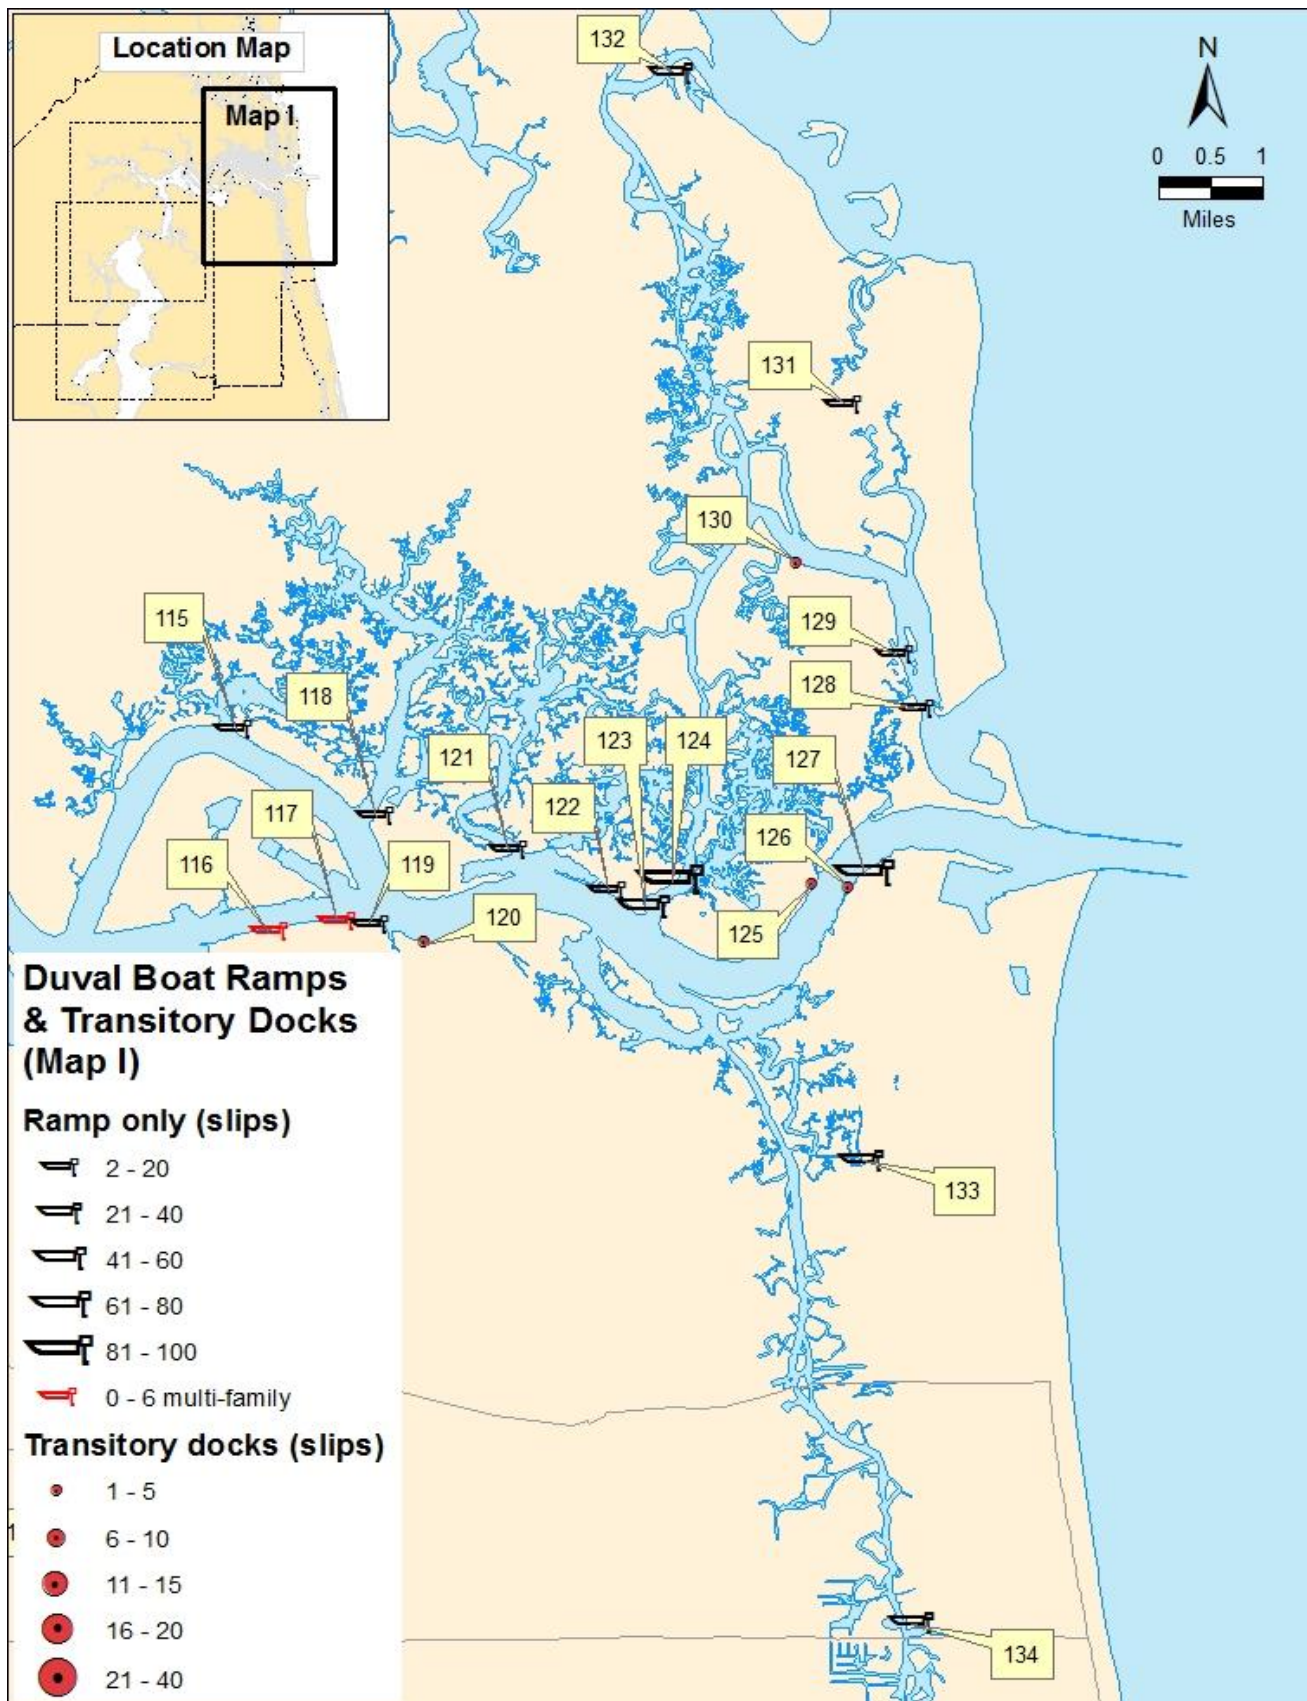 Location Map
Map I
N
0 0.5 1
Miles
132
131
130
129
128
115
118
121
123
124
127
122
117
126
116
119
120
125
133
134
Duval Boat Ramps
& Transitory Docks
(Map I)
Ramp only (slips)
2 - 20
21 - 40
41 - 60
61 - 80
81 - 100
0 - 6 multi-family
Transitory docks (slips)
1 - 5
6 - 10
11 - 15
16 - 20
21 - 40